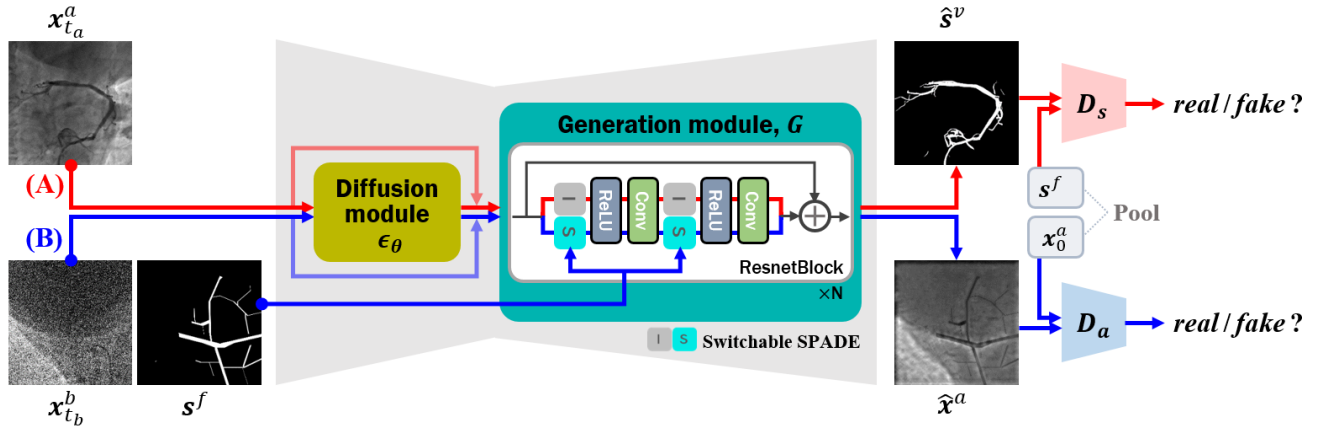 x^a_{t_a}
ŝ^v
(A)
(B)
Diffusion
module
ϵ_θ
Generation module, G
I
ReLU
Conv
I
ReLU
Conv
S
S
ResnetBlock
×N
I S Switchable SPADE
D_s
real/fake ?
s^f
Pool
x^a_0
D_a
real/fake ?
x^b_{t_b}
s^f
x̂^a